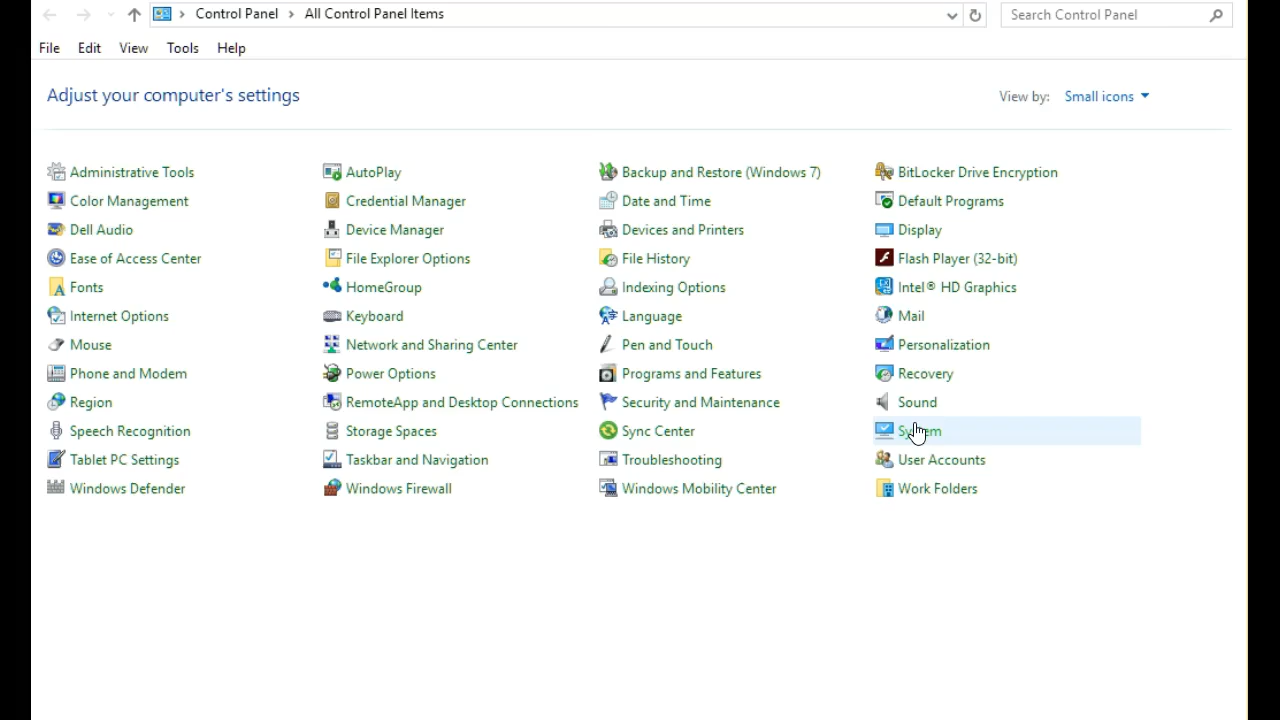 Control Panel > All Control Panel Items Search Control Panel
File Edit View Tools Help
Adjust your computer's settings View by: Small icons
Administrative Tools AutoPlay Backup and Restore (Windows 7) BitLocker Drive Encryption
Color Management Credential Manager Date and Time Default Programs
Dell Audio Device Manager Devices and Printers Display
Ease of Access Center File Explorer Options File History Flash Player (32-bit)
Fonts HomeGroup Indexing Options Intel® HD Graphics
Internet Options Keyboard Language Mail
Mouse Network and Sharing Center Pen and Touch Personalization
Phone and Modem Power Options Programs and Features Recovery
Region RemoteApp and Desktop Connections Security and Maintenance Sound
Speech Recognition Storage Spaces Sync Center System
Tablet PC Settings Taskbar and Navigation Troubleshooting User Accounts
Windows Defender Windows Firewall Windows Mobility Center Work Folders